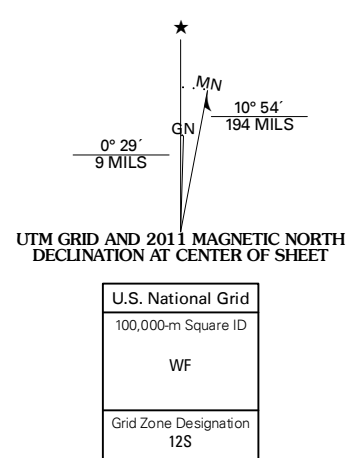 ★
MN
GN
10° 54´
194 MILS
0° 29´
9 MILS
UTM GRID AND 2011 MAGNETIC NORTH
DECLINATION AT CENTER OF SHEET
U.S. National Grid
100,000-m Square ID
WF
Grid Zone Designation
12S